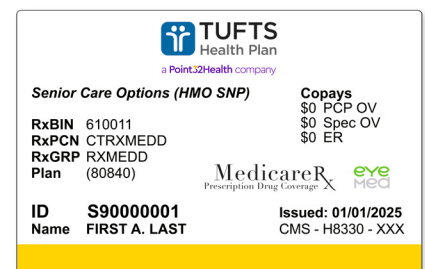 TUFTS
Health Plan
a Point32Health company
Senior Care Options (HMO SNP)
Copays
$0 PCP OV
$0 Spec OV
$0 ER
RxBIN 610011
RxPCN CTRXMEDD
RxGRP RXMEDD
Plan (80840)
MedicareRx
Prescription Drug Coverage
eye
Med
ID S90000001
Name FIRST A. LAST
Issued: 01/01/2025
CMS - H8330 - XXX